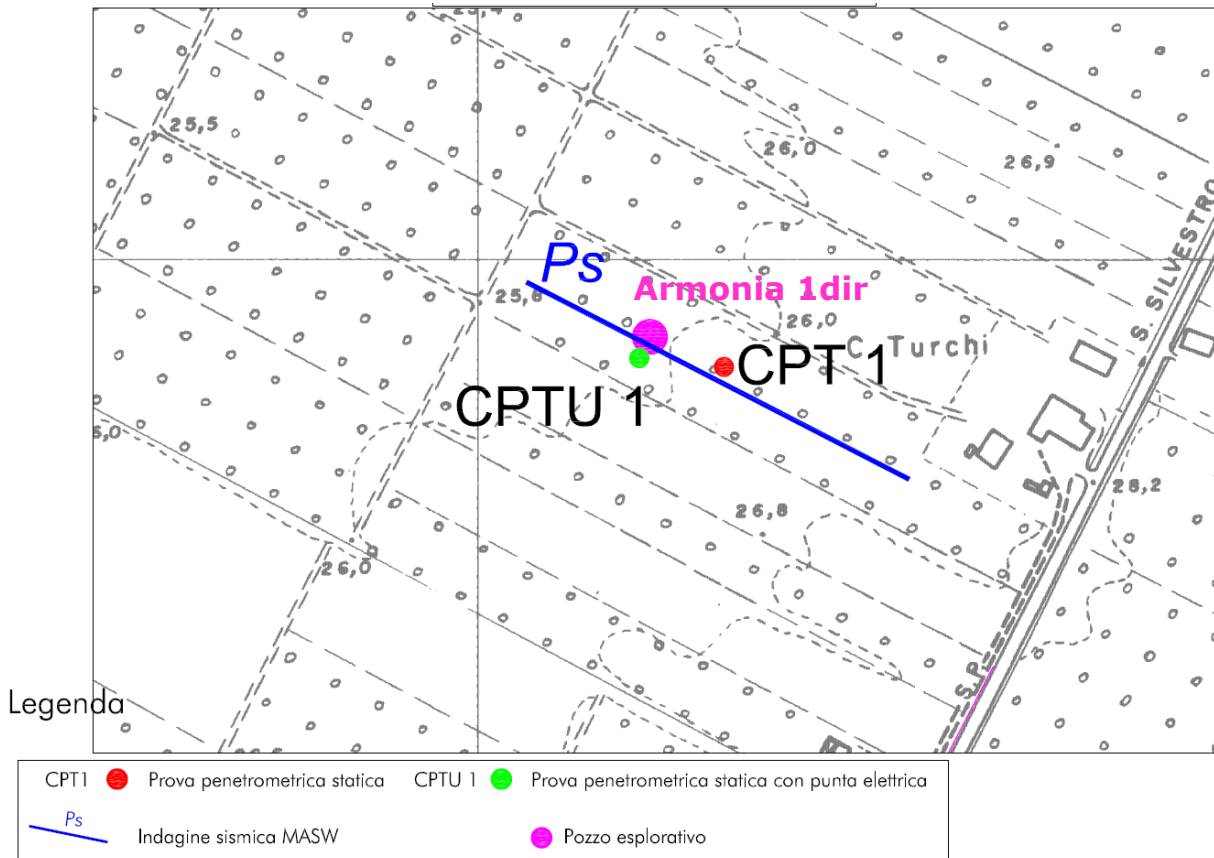 25,4
25,5
26,0
26,9
S. SILVESTRO
Ps
Armonia 1dir
25,6
26,0
C. Turchi
CPT 1
CPTU 1
26,8
28,2
26,0
S.P.
Legenda
CPT1 Prova penetrometrica statica CPTU 1 Prova penetrometrica statica con punta elettrica
Ps
Indagine sismica MASW Pozzo esplorativo